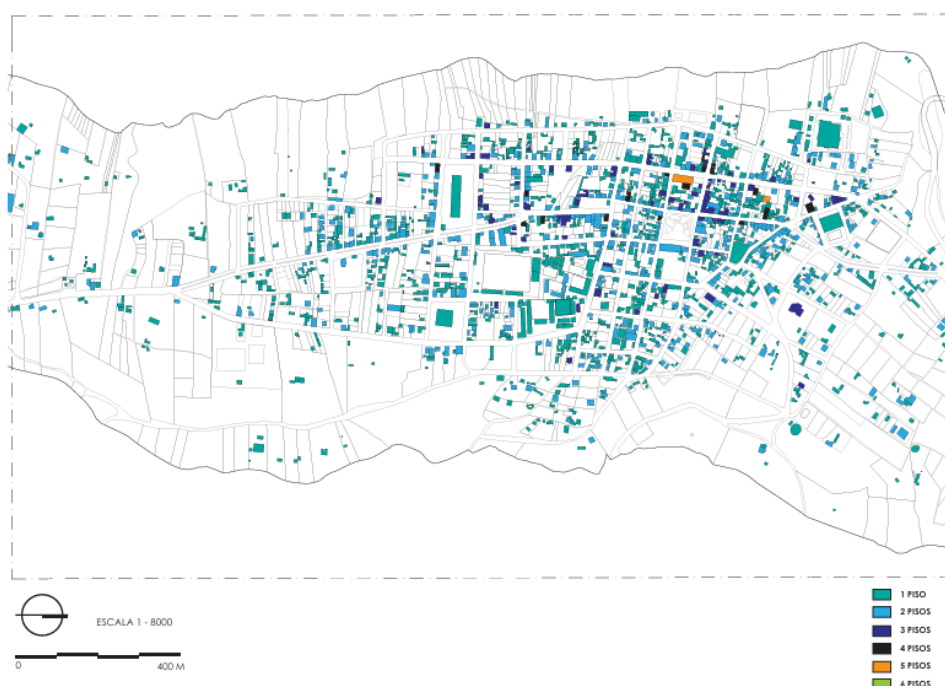 ESCALA 1 - 8000
0
400 M
1 PISO
2 PISOS
3 PISOS
4 PISOS
5 PISOS
6 PISOS